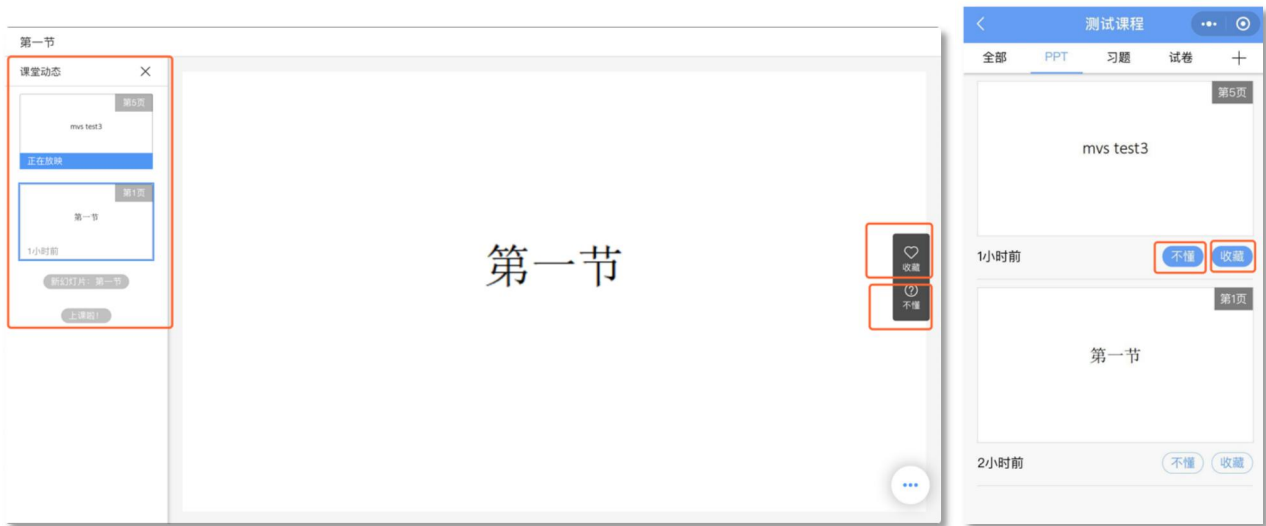 第一节
课堂动态
第5页
mvs test3
正在放映
第1页
第一节
1小时前
新幻灯片：第一节
上课啦！
第一节
收藏
不懂
测试课程
全部 PPT 习题 试卷
第5页
mvs test3
1小时前 不懂 收藏
第1页
第一节
2小时前 不懂 收藏